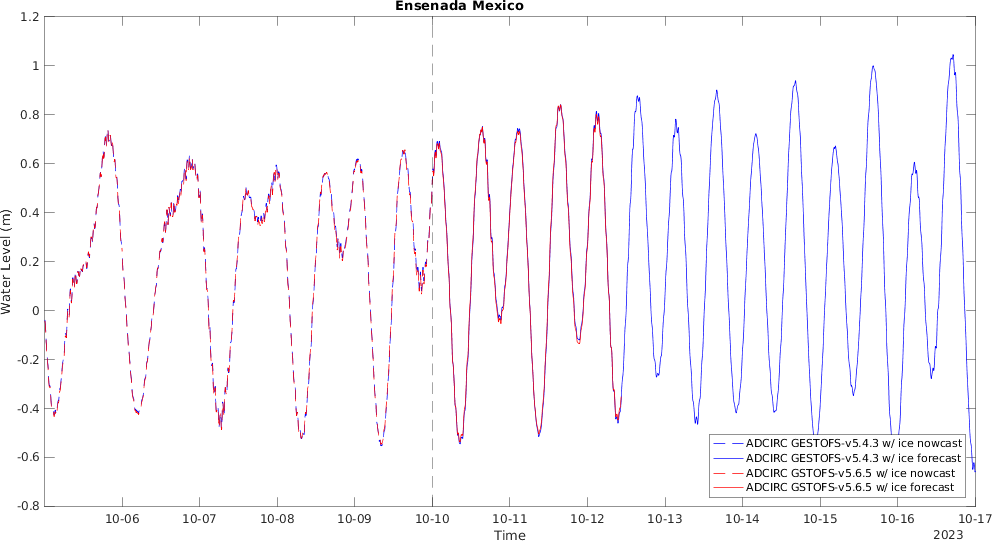 Ensenada Mexico
1.2
1
0.8
0.6
0.4
0.2
0
-0.2
-0.4
-0.6
-0.8
Water Level (m)
ADCIRC GESTOFS-v5.4.3 w/ ice nowcast
ADCIRC GESTOFS-v5.4.3 w/ ice forecast
ADCIRC GSTOFS-v5.6.5 w/ ice nowcast
ADCIRC GSTOFS-v5.6.5 w/ ice forecast
10-06 10-07 10-08 10-09 10-10 10-11 10-12 10-13 10-14 10-15 10-16 10-17
Time
2023